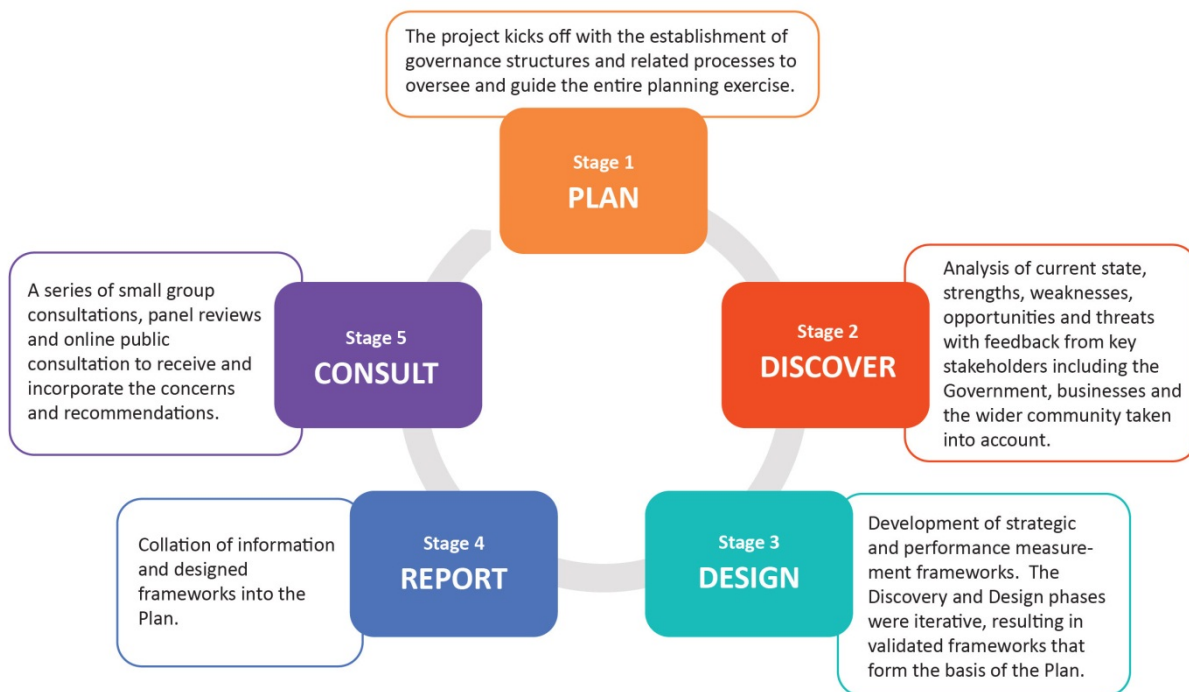 The project kicks off with the establishment of
governance structures and related processes to
oversee and guide the entire planning exercise.
Stage 1
PLAN
Stage 2
DISCOVER
Analysis of current state,
strengths, weaknesses,
opportunities and threats
with feedback from key
stakeholders including the
Government, businesses and
the wider community taken
into account.
Stage 3
DESIGN
Development of strategic
and performance measure-
ment frameworks. The
Discovery and Design phases
were iterative, resulting in
validated frameworks that
form the basis of the Plan.
Stage 4
REPORT
Collation of information
and designed
frameworks into the
Plan.
Stage 5
CONSULT
A series of small group
consultations, panel reviews
and online public
consultation to receive and
incorporate the concerns
and recommendations.